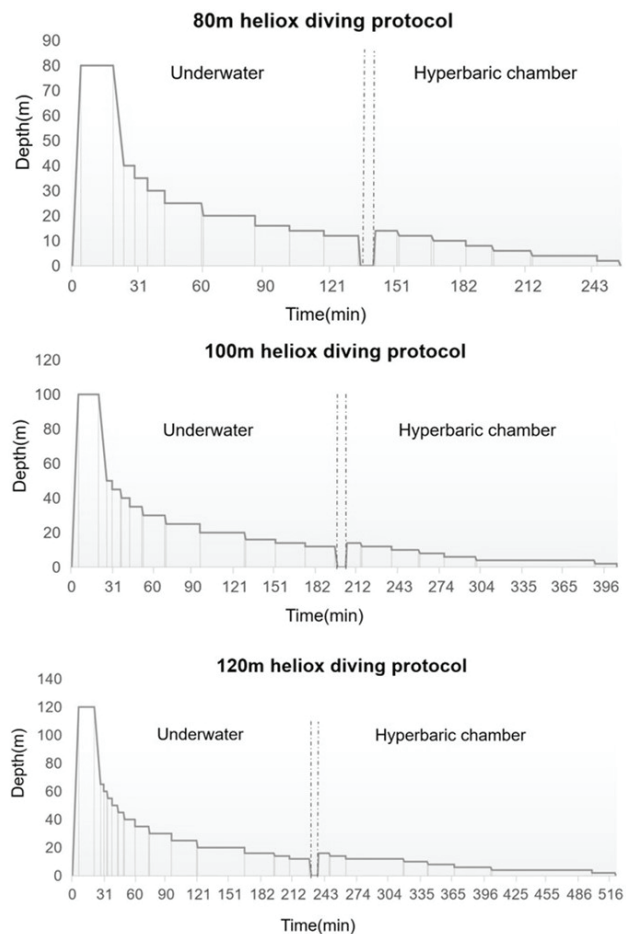 80m heliox diving protocol
90
80
70
60
50
40
30
20
10
0
Depth(m)
Underwater
Hyperbaric chamber
0 31 60 90 121 151 182 212 243
Time(min)
100m heliox diving protocol
120
100
80
60
40
20
0
Depth(m)
Underwater
Hyperbaric chamber
0 31 60 90 121 151 182 212 243 274 304 335 365 396
Time(min)
120m heliox diving protocol
140
120
100
80
60
40
20
0
Depth(m)
Underwater
Hyperbaric chamber
0 31 60 90 121 151 182 212 243 274 304 335 365 396 425 455 486 516
Time(min)